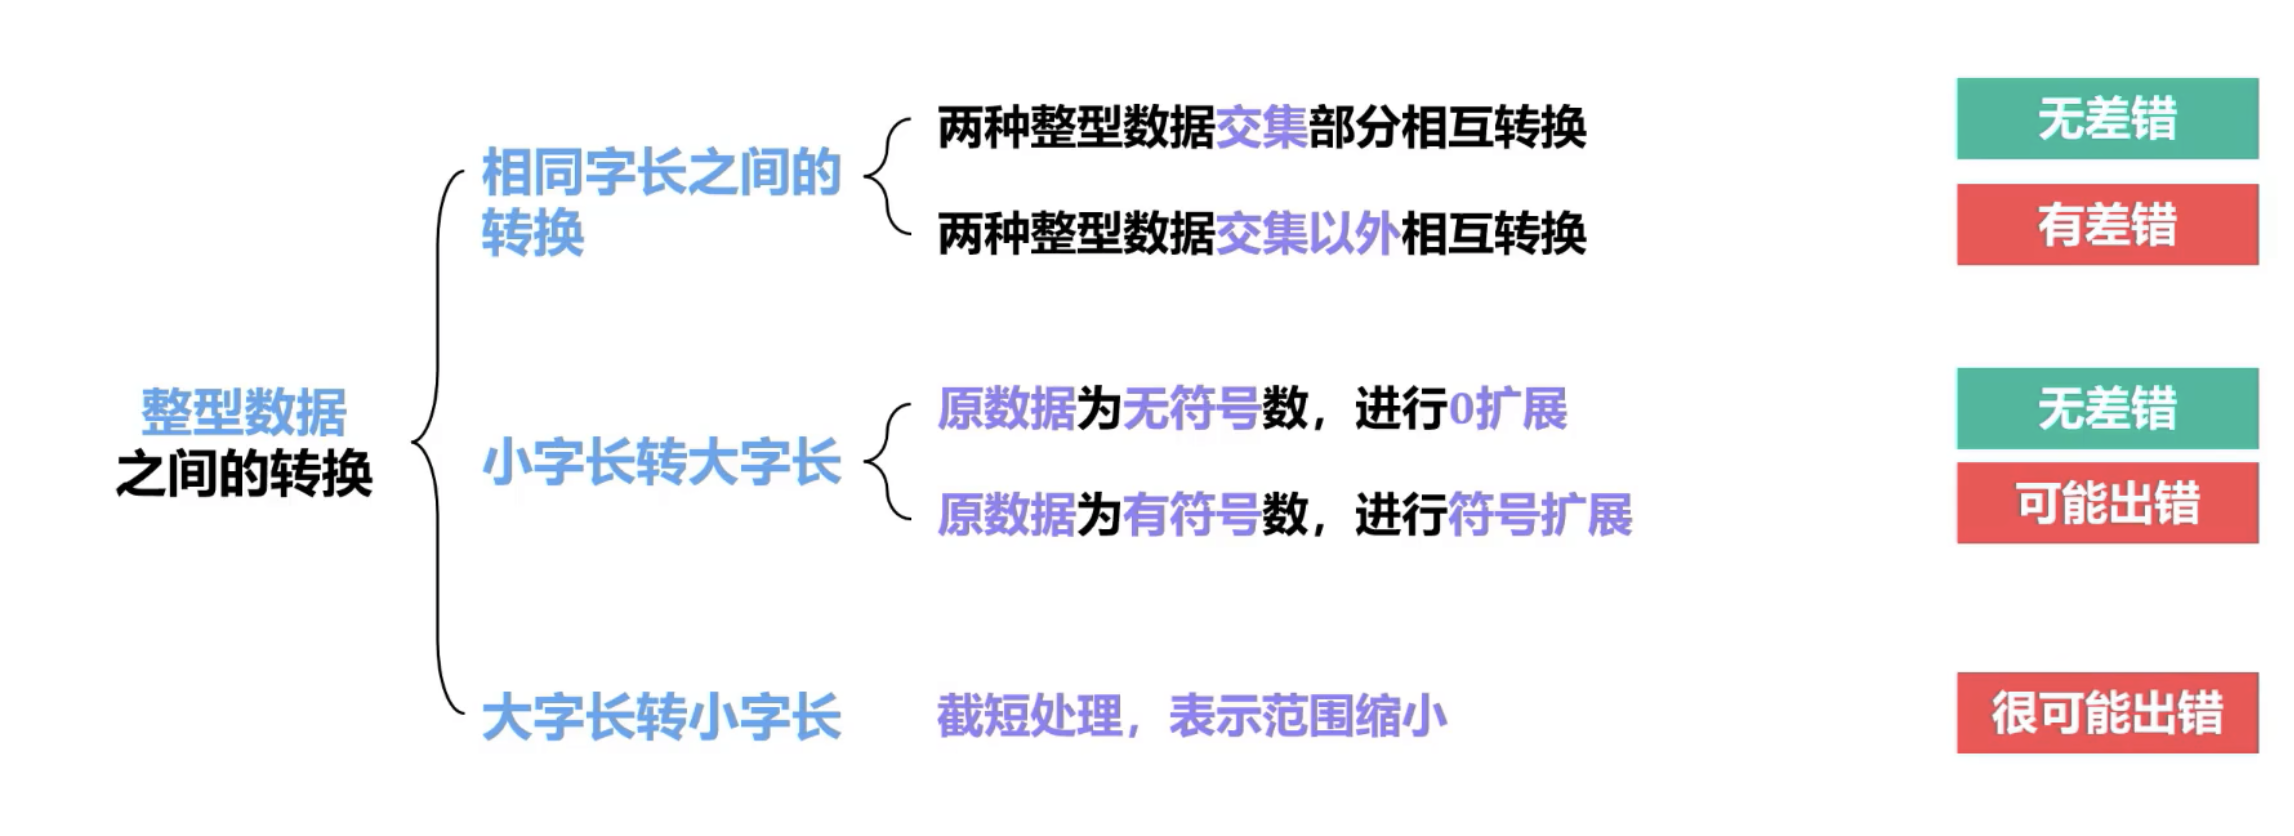 整型数据
之间的转换
相同字长之间的
转换
两种整型数据交集部分相互转换
无差错
两种整型数据交集以外相互转换
有差错
小字长转大字长
原数据为无符号数，进行0扩展
无差错
原数据为有符号数，进行符号扩展
可能出错
大字长转小字长
截短处理，表示范围缩小
很可能出错